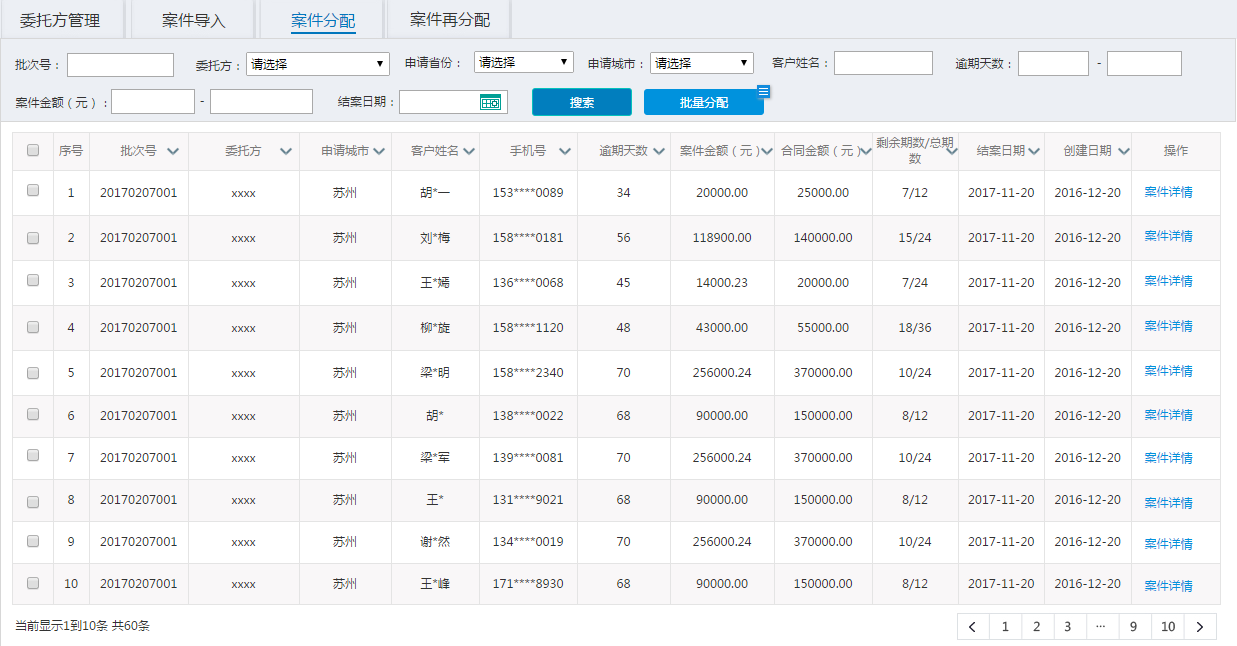 委托方管理 案件导入 案件分配 案件再分配
批次号： 委托方： 请选择 申请省份： 请选择 申请城市： 请选择 客户姓名： 逾期天数： -
案件金额（元）： - 结案日期： 搜索 批量分配
序号 批次号 委托方 申请城市 客户姓名 手机号 逾期天数 案件金额（元） 合同金额（元） 剩余期数/总期数 结案日期 创建日期 操作
1 20170207001 xxxx 苏州 胡*一 153****0089 34 20000.00 25000.00 7/12 2017-11-20 2016-12-20 案件详情
2 20170207001 xxxx 苏州 刘*梅 158****0181 56 118900.00 140000.00 15/24 2017-11-20 2016-12-20 案件详情
3 20170207001 xxxx 苏州 王*嫣 136****0068 45 14000.23 20000.00 7/24 2017-11-20 2016-12-20 案件详情
4 20170207001 xxxx 苏州 柳*旋 158****1120 48 43000.00 55000.00 18/36 2017-11-20 2016-12-20 案件详情
5 20170207001 xxxx 苏州 梁*明 158****2340 70 256000.24 370000.00 10/24 2017-11-20 2016-12-20 案件详情
6 20170207001 xxxx 苏州 胡* 138****0022 68 90000.00 150000.00 8/12 2017-11-20 2016-12-20 案件详情
7 20170207001 xxxx 苏州 梁*军 139****0081 70 256000.24 370000.00 10/24 2017-11-20 2016-12-20 案件详情
8 20170207001 xxxx 苏州 王* 131****9021 68 90000.00 150000.00 8/12 2017-11-20 2016-12-20 案件详情
9 20170207001 xxxx 苏州 谢*然 134****0019 70 256000.24 370000.00 10/24 2017-11-20 2016-12-20 案件详情
10 20170207001 xxxx 苏州 王*峰 171****8930 68 90000.00 150000.00 8/12 2017-11-20 2016-12-20 案件详情
当前显示1到10条 共60条 1 2 3 ... 9 10